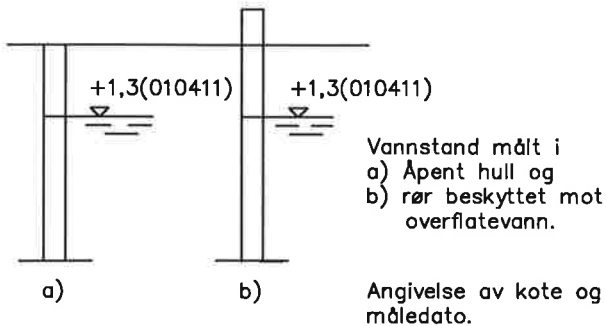 +1,3(010411) +1,3(010411)
Vannstand målt i
a) Åpent hull og
b) rør beskyttet mot
overflatevann.
a) b)
Angivelse av kote og
måledato.